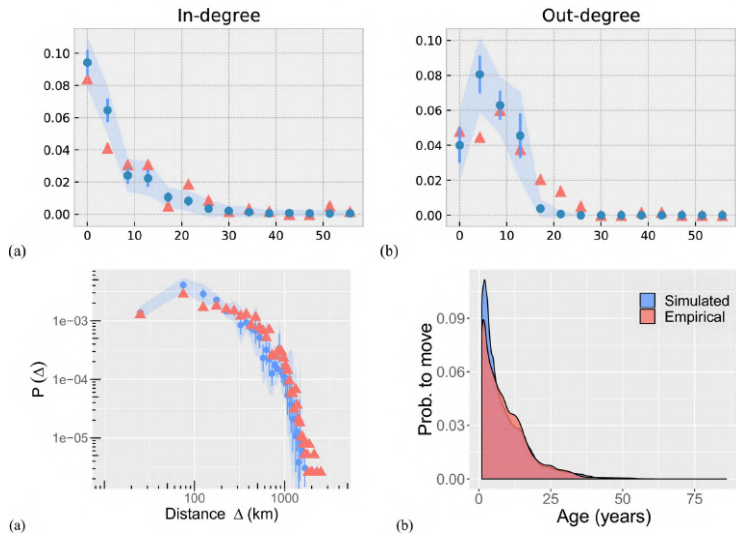 In-degree
Out-degree
0.10
0.08
0.06
0.04
0.02
0.00
0 10 20 30 40 50
0.10
0.08
0.06
0.04
0.02
0.00
0 10 20 30 40 50
(a)
(b)
P (Δ)
1e−03
1e−04
1e−05
100 1000
Distance Δ (km)
(a)
Prob. to move
0.09
0.06
0.03
0.00
Simulated
Empirical
0 25 50 75
Age (years)
(b)